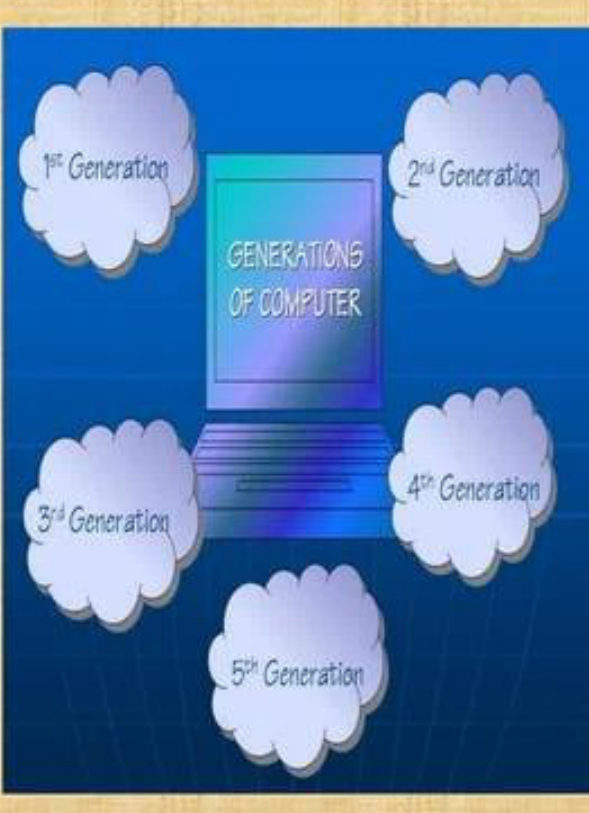 1st Generation
2nd Generation
GENERATIONS
OF COMPUTER
3rd Generation
4th Generation
5th Generation